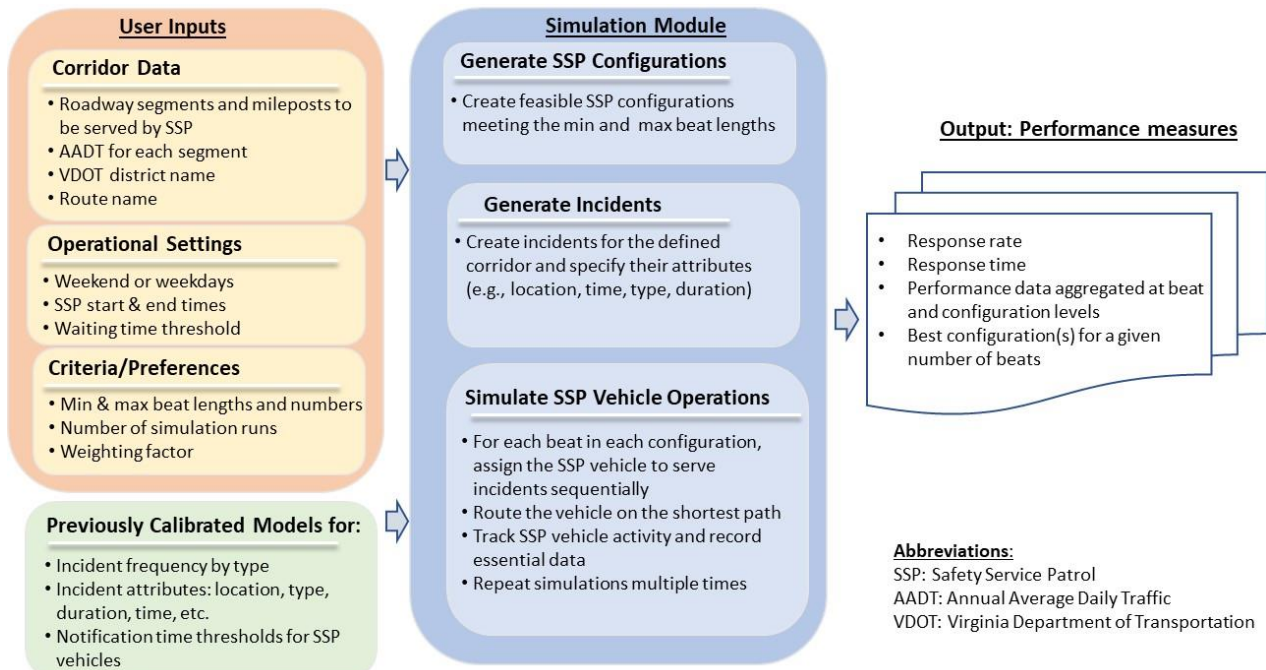 User Inputs
Corridor Data
• Roadway segments and mileposts to
be served by SSP
• AADT for each segment
• VDOT district name
• Route name
Operational Settings
• Weekend or weekdays
• SSP start & end times
• Waiting time threshold
Criteria/Preferences
• Min & max beat lengths and numbers
• Number of simulation runs
• Weighting factor
Previously Calibrated Models for:
• Incident frequency by type
• Incident attributes: location, type,
duration, time, etc.
• Notification time thresholds for SSP
vehicles
Simulation Module
Generate SSP Configurations
• Create feasible SSP configurations
meeting the min and max beat lengths
Generate Incidents
• Create incidents for the defined
corridor and specify their attributes
(e.g., location, time, type, duration)
Simulate SSP Vehicle Operations
• For each beat in each configuration,
assign the SSP vehicle to serve
incidents sequentially
• Route the vehicle on the shortest path
• Track SSP vehicle activity and record
essential data
• Repeat simulations multiple times
Output: Performance measures
• Response rate
• Response time
• Performance data aggregated at beat
and configuration levels
• Best configuration(s) for a given
number of beats
Abbreviations:
SSP: Safety Service Patrol
AADT: Annual Average Daily Traffic
VDOT: Virginia Department of Transportation